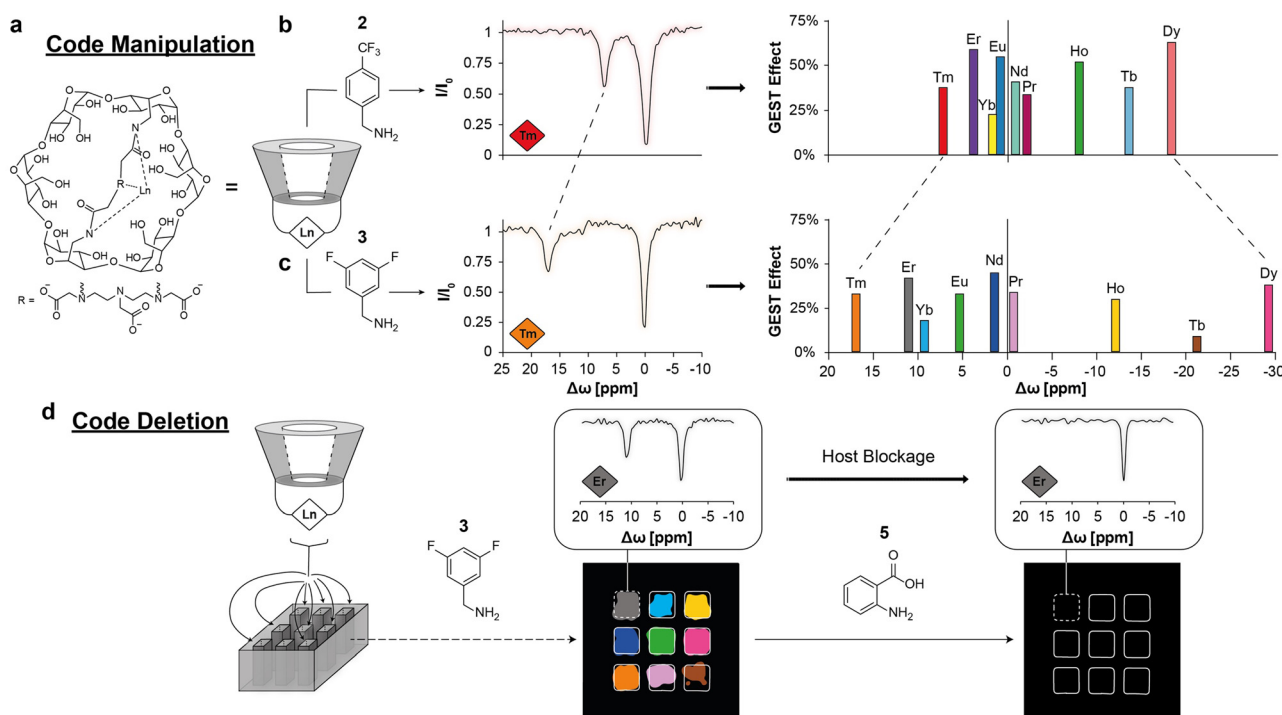 a
Code Manipulation
HO
OH
O
N
R
Ln
R =
=
Ln
b
2
CF3
NH2
c
3
F
F
NH2
I/I0
1
0.75
0.5
0.25
0
Tm
I/I0
1
0.75
0.5
0.25
0
Tm
25 20 15 10 5 0 -5 -10
Δω [ppm]
GEST Effect
75%
50%
25%
0%
Tm
Er
Yb
Eu
Nd
Pr
Ho
Tb
Dy
GEST Effect
75%
50%
25%
0%
Tm
Er
Yb
Eu
Nd
Pr
Ho
Tb
Dy
20 15 10 5 0 -5 -10 -15 -20 -25 -30
Δω [ppm]
d
Code Deletion
Ln
3
F
F
NH2
Er
20 15 10 5 0 -5 -10
Δω [ppm]
Host Blockage
5
O
OH
NH2
Er
20 15 10 5 0 -5 -10
Δω [ppm]